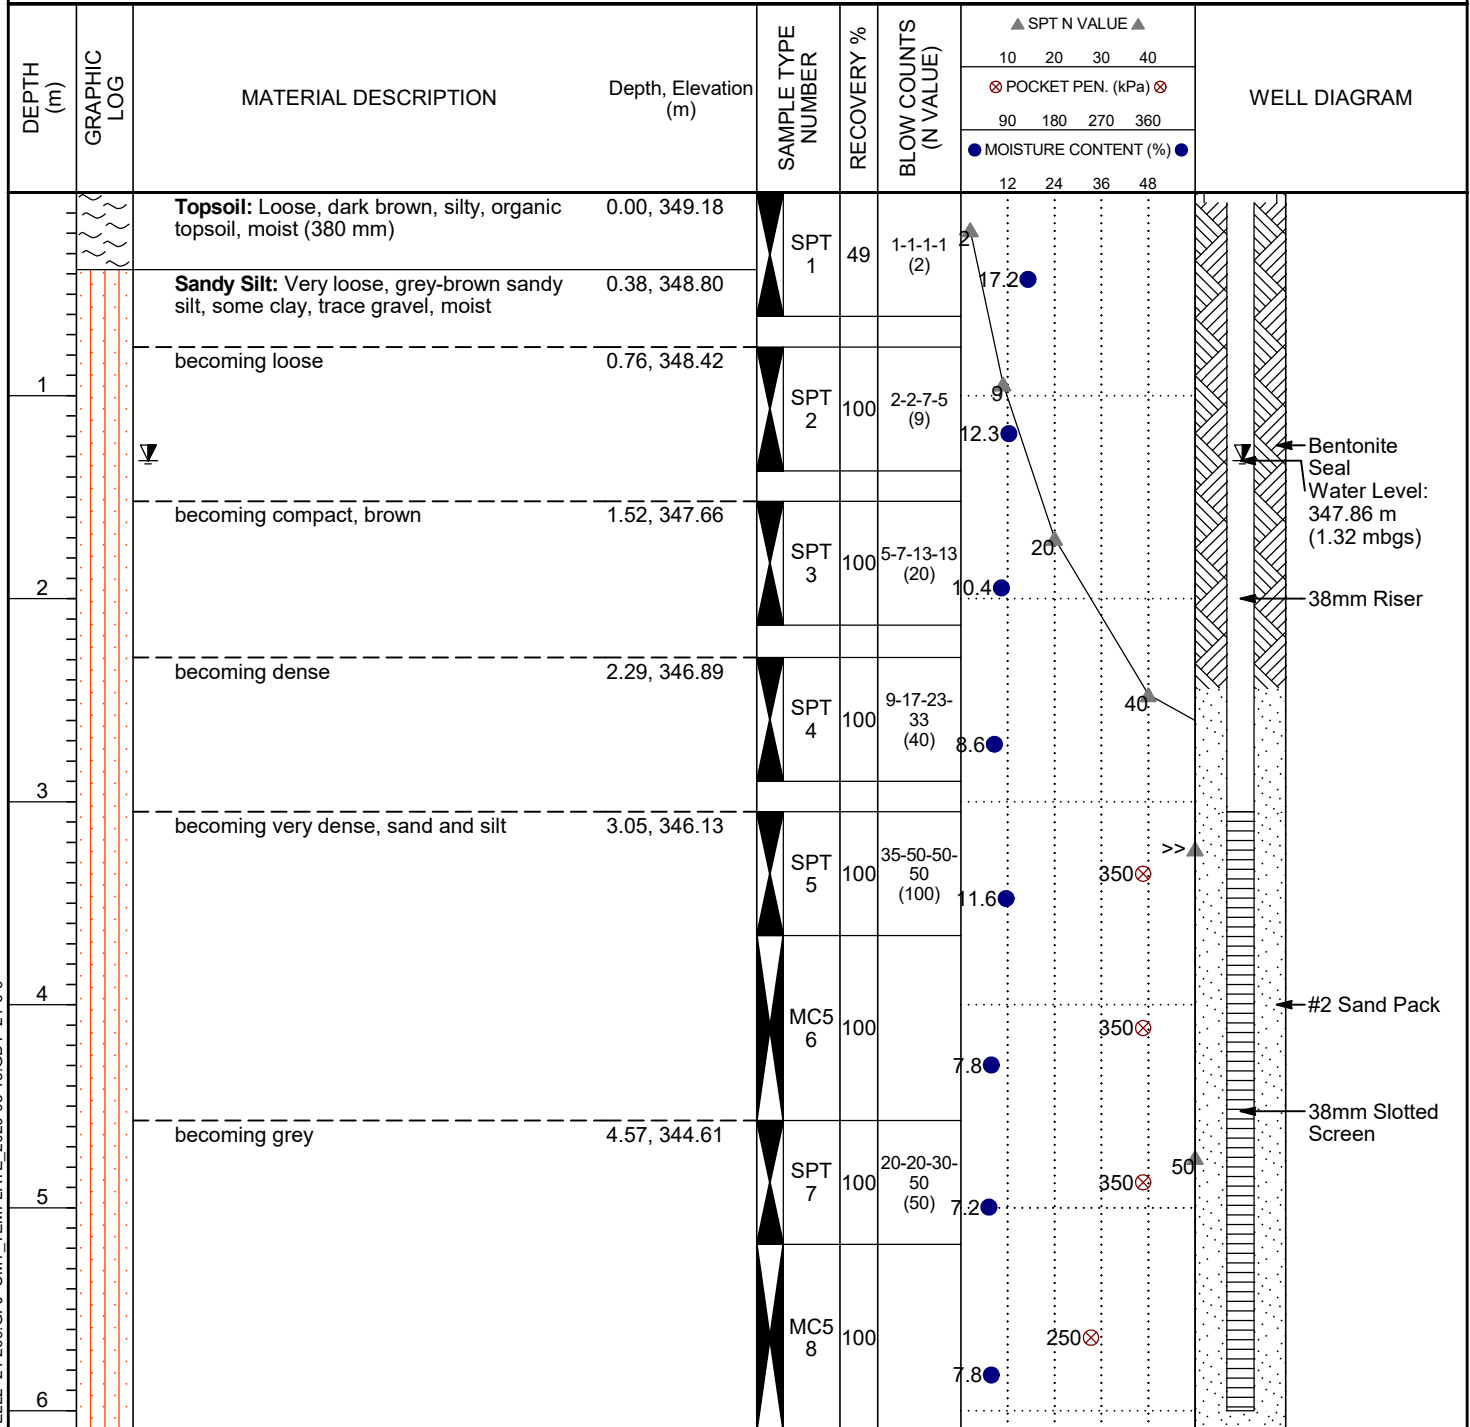 DEPTH
(m)
GRAPHIC
LOG
MATERIAL DESCRIPTION
Depth, Elevation
(m)
SAMPLE TYPE
NUMBER
RECOVERY %
BLOW COUNTS
(N VALUE)
SPT N VALUE
10 20 30 40
POCKET PEN. (kPa)
90 180 270 360
MOISTURE CONTENT (%)
12 24 36 48
WELL DIAGRAM
Topsoil: Loose, dark brown, silty, organic
topsoil, moist (380 mm)
0.00, 349.18
SPT
1
49
1-1-1-1
(2)
2
17.2
Sandy Silt: Very loose, grey-brown sandy
silt, some clay, trace gravel, moist
0.38, 348.80
becoming loose
0.76, 348.42
1
SPT
2
100
2-2-7-5
(9)
9
12.3
Bentonite
Seal
Water Level:
347.86 m
(1.32 mbgs)
becoming compact, brown
1.52, 347.66
SPT
3
100
5-7-13-13
(20)
20
10.4
2
38mm Riser
becoming dense
2.29, 346.89
SPT
4
100
9-17-23-
33
(40)
40
8.6
3
becoming very dense, sand and silt
3.05, 346.13
SPT
5
100
35-50-50-
50
(100)
>>
350
11.6
4
MC5
6
100
350
7.8
#2 Sand Pack
38mm Slotted
Screen
becoming grey
4.57, 344.61
SPT
7
100
20-20-30-
50
(50)
50
350
7.2
5
MC5
8
100
250
7.8
6